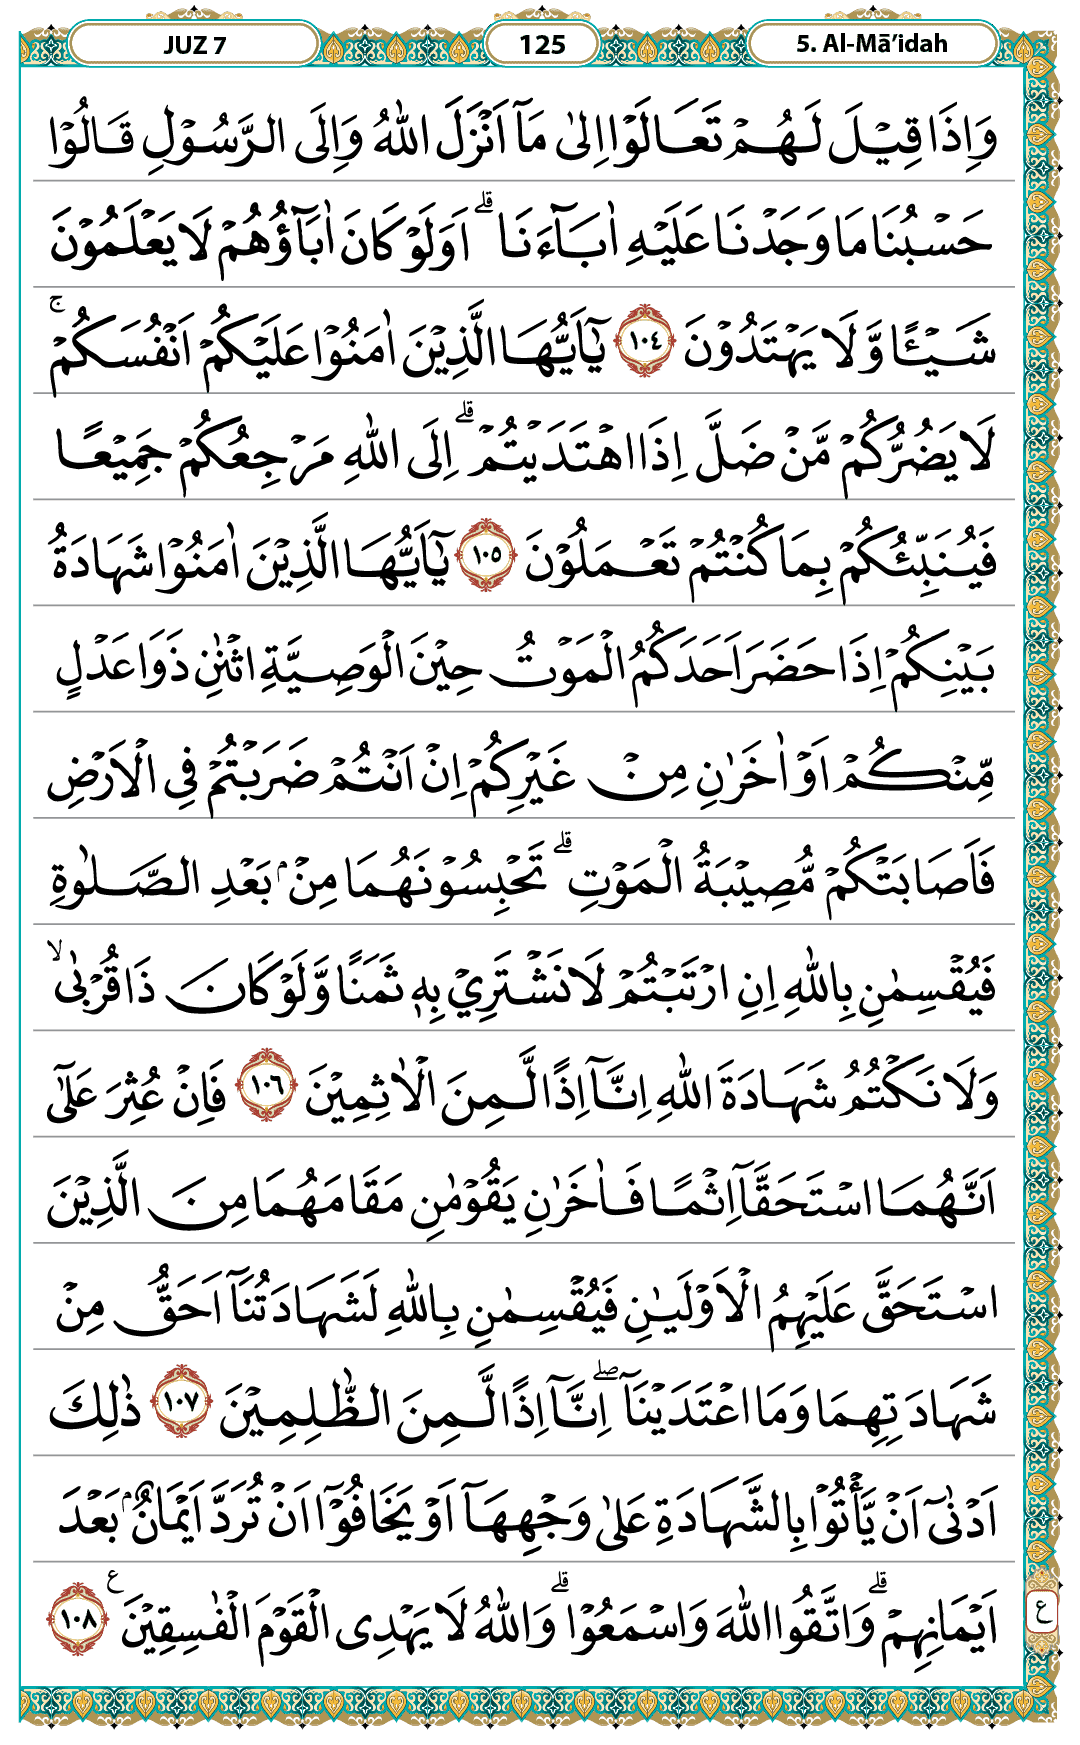 JUZ 7
125
5. Al-Mā’idah
وَاِذَا قِيْلَ لَهُمْ تَعَالَوْا اِلٰى مَآ اَنْزَلَ اللّٰهُ وَاِلَى الرَّسُوْلِ قَالُوْا
حَسْبُنَا مَا وَجَدْنَا عَلَيْهِ اٰبَاۤءَنَا ۗ اَوَلَوْ كَانَ اٰبَاۤؤُهُمْ لَا يَعْلَمُوْنَ
شَيْـًٔا وَّلَا يَهْتَدُوْنَ ١٠٤ يٰٓاَيُّهَا الَّذِيْنَ اٰمَنُوْا عَلَيْكُمْ اَنْفُسَكُمْ ۚ
لَا يَضُرُّكُمْ مَّنْ ضَلَّ اِذَا اهْتَدَيْتُمْ ۗ اِلَى اللّٰهِ مَرْجِعُكُمْ جَمِيْعًا
فَيُنَبِّئُكُمْ بِمَا كُنْتُمْ تَعْمَلُوْنَ ١٠٥ يٰٓاَيُّهَا الَّذِيْنَ اٰمَنُوْا شَهَادَةُ
بَيْنِكُمْ اِذَا حَضَرَ اَحَدَكُمُ الْمَوْتُ حِيْنَ الْوَصِيَّةِ اثْنٰنِ ذَوَا عَدْلٍ
مِّنْكُمْ اَوْ اٰخَرٰنِ مِنْ غَيْرِكُمْ اِنْ اَنْتُمْ ضَرَبْتُمْ فِى الْاَرْضِ
فَاَصَابَتْكُمْ مُّصِيْبَةُ الْمَوْتِ ۗ تَحْبِسُوْنَهُمَا مِنْۢ بَعْدِ الصَّلٰوةِ
فَيُقْسِمٰنِ بِاللّٰهِ اِنِ ارْتَبْتُمْ لَا نَشْتَرِيْ بِهٖ ثَمَنًا وَّلَوْ كَانَ ذَا قُرْبٰىۙ
وَلَا نَكْتُمُ شَهَادَةَ اللّٰهِ اِنَّآ اِذًا لَّمِنَ الْاٰثِمِيْنَ ١٠٦ فَاِنْ عُثِرَ عَلٰٓى
اَنَّهُمَا اسْتَحَقَّآ اِثْمًا فَاٰخَرٰنِ يَقُوْمٰنِ مَقَامَهُمَا مِنَ الَّذِيْنَ
اسْتَحَقَّ عَلَيْهِمُ الْاَوْلَيٰنِ فَيُقْسِمٰنِ بِاللّٰهِ لَشَهَادَتُنَآ اَحَقُّ مِنْ
شَهَادَتِهِمَا وَمَا اعْتَدَيْنَآ ۖ اِنَّآ اِذًا لَّمِنَ الظّٰلِمِيْنَ ١٠٧ ذٰلِكَ
اَدْنٰىٓ اَنْ يَّأْتُوْا بِالشَّهَادَةِ عَلٰى وَجْهِهَآ اَوْ يَخَافُوْٓا اَنْ تُرَدَّ اَيْمَانٌۢ بَعْدَ
اَيْمَانِهِمْ ۗ وَاتَّقُوا اللّٰهَ وَاسْمَعُوْا ۗ وَاللّٰهُ لَا يَهْدِى الْقَوْمَ الْفٰسِقِيْنَ ࣖ ١٠٨
ع